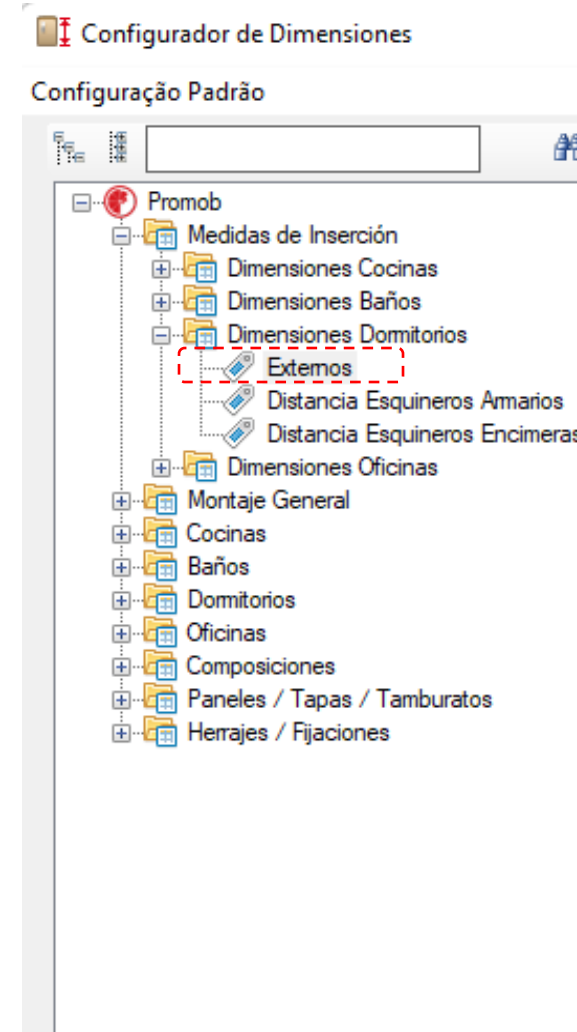 Configurador de Dimensiones
Configuração Padrão
Promob
Medidas de Inserción
Dimensiones Cocinas
Dimensiones Baños
Dimensiones Dormitorios
Externos
Distancia Esquineros Armarios
Distancia Esquineros Encimeras
Dimensiones Oficinas
Montaje General
Cocinas
Baños
Dormitorios
Oficinas
Composiciones
Paneles / Tapas / Tamburatos
Herrajes / Fijaciones